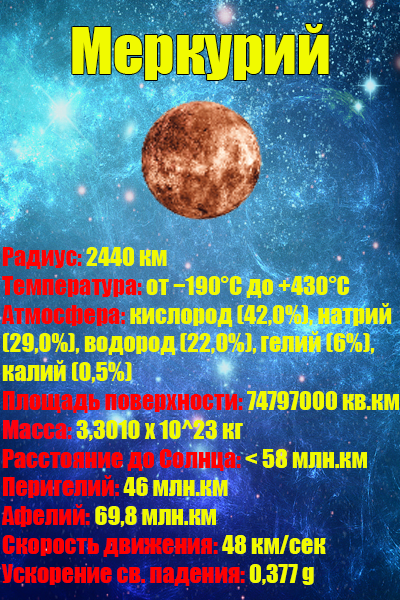 Меркурий
Радиус: 2440 км
Температура: от −190°C до +430°C
Атмосфера: кислород (42,0%), натрий
(29,0%), водород (22,0%), гелий (6%),
калий (0,5%)
Площадь поверхности: 74797000 кв.км
Масса: 3,3010 x 10^23 кг
Расстояние до Солнца: < 58 млн.км
Перигелий: 46 млн.км
Афелий: 69,8 млн.км
Скорость движения: 48 км/сек
Ускорение св. падения: 0,377 g